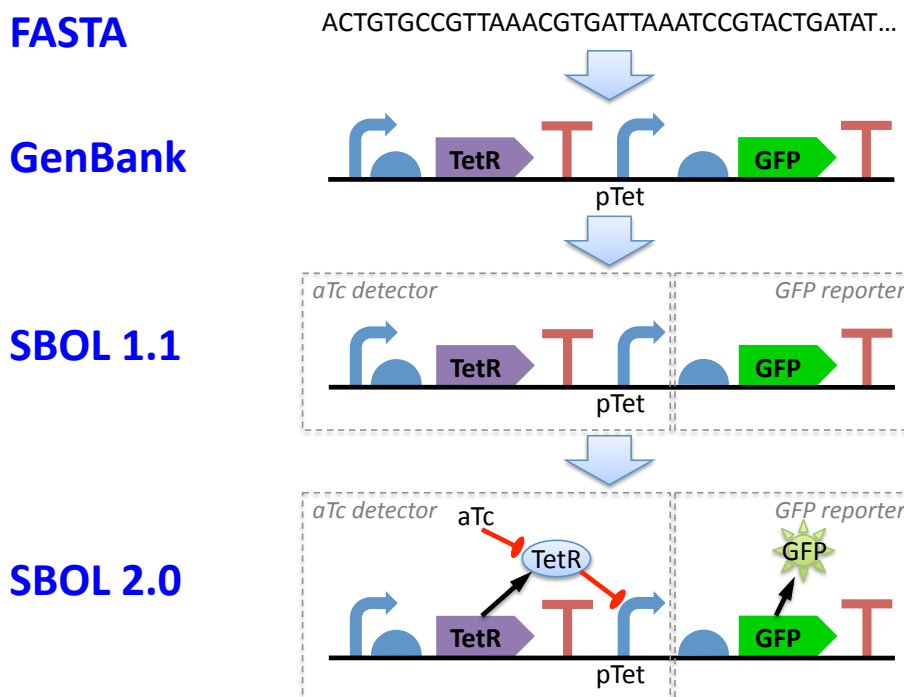 FASTA
ACTGTGCCGTTAAACGTGATTAAATCCGTACTGATAT...
GenBank
TetR
GFP
pTet
SBOL 1.1
aTc detector
GFP reporter
TetR
GFP
pTet
SBOL 2.0
aTc detector
GFP reporter
aTc
TetR
GFP
TetR
GFP
pTet